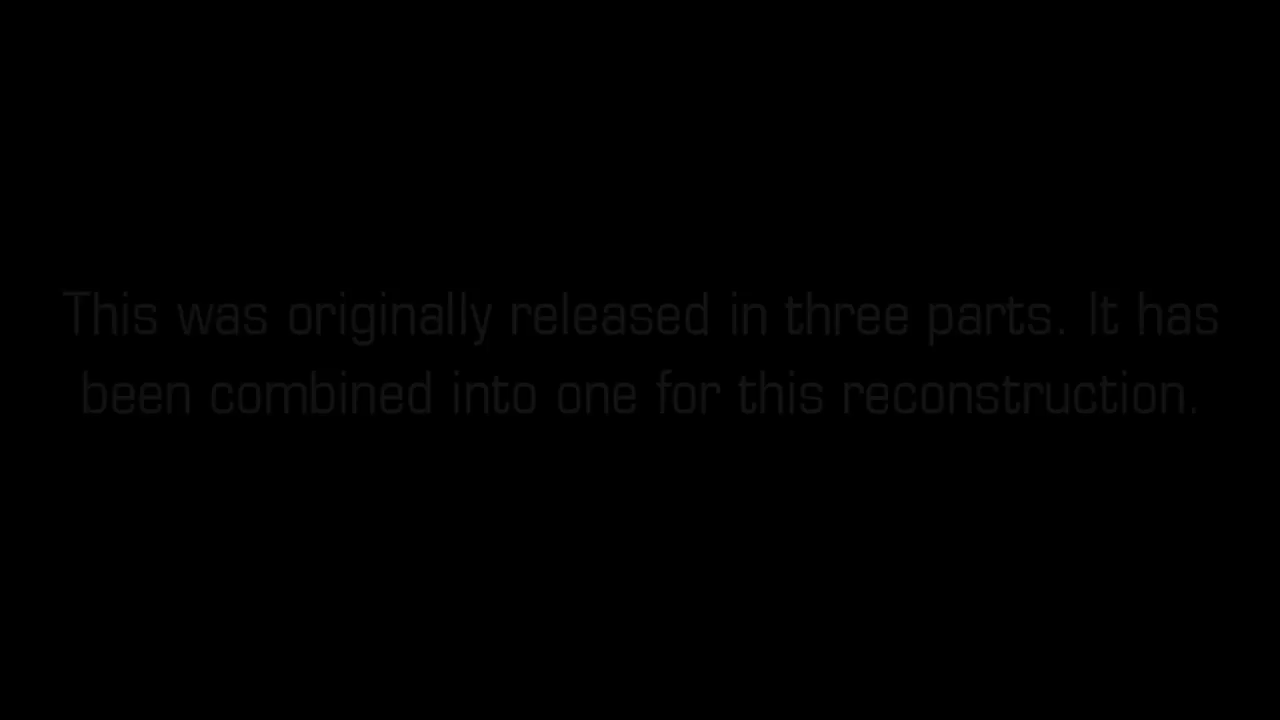 This was originally released in three parts. It has
been combined into one for this reconstruction.